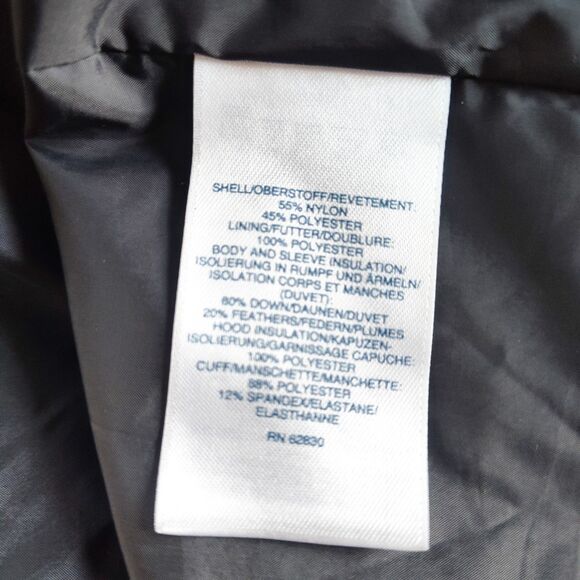 SHELL/OBERSTOFF/REVETEMENT:
55% NYLON
45% POLYESTER
LINING/FUTTER/DOUBLURE:
100% POLYESTER
BODY AND SLEEVE INSULATION/
ISOLIERUNG IN RUMPF UND ÄRMELN/
ISOLATION CORPS ET MANCHES
(DUVET):
80% DOWN/DAUNEN/DUVET
20% FEATHERS/FEDERN/PLUMES
HOOD INSULATION/KAPUZEN-
ISOLIERUNG/GARNISSAGE CAPUCHE:
100% POLYESTER
CUFF/MANSCHETTE/MANCHETTE:
88% POLYESTER
12% SPANDEX/ELASTANE/
ELASTHANNE
RN 62830